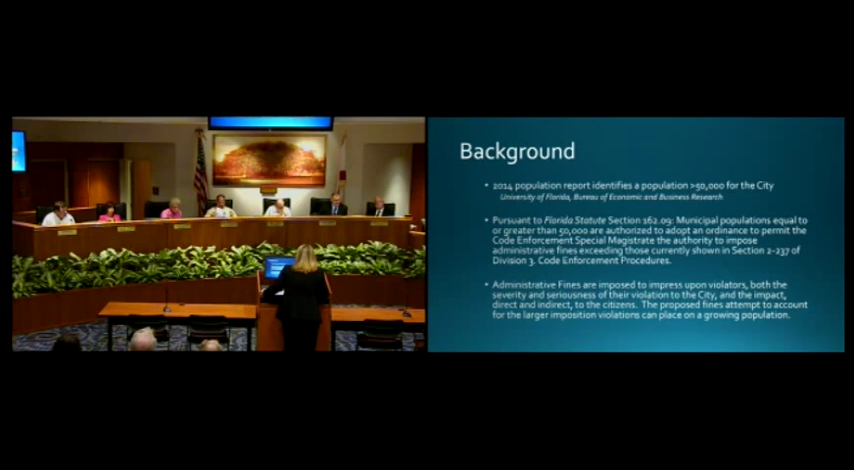 Background
• 2014 population report identifies a population >50,000 for the City
University of Florida, Bureau of Economic and Business Research
• Pursuant to Florida Statute Section 162.09: Municipal populations equal to
or greater than 50,000 are authorized to adopt an ordinance to permit the
Code Enforcement Special Magistrate the authority to impose
administrative fines exceeding those currently shown in Section 2-237 of
Division 3. Code Enforcement Procedures.
• Administrative Fines are imposed to impress upon violators, both the
severity and seriousness of their violation to the City, and the impact,
direct and indirect, to the citizens. The proposed fines attempt to account
for the larger imposition violations can place on a growing population.